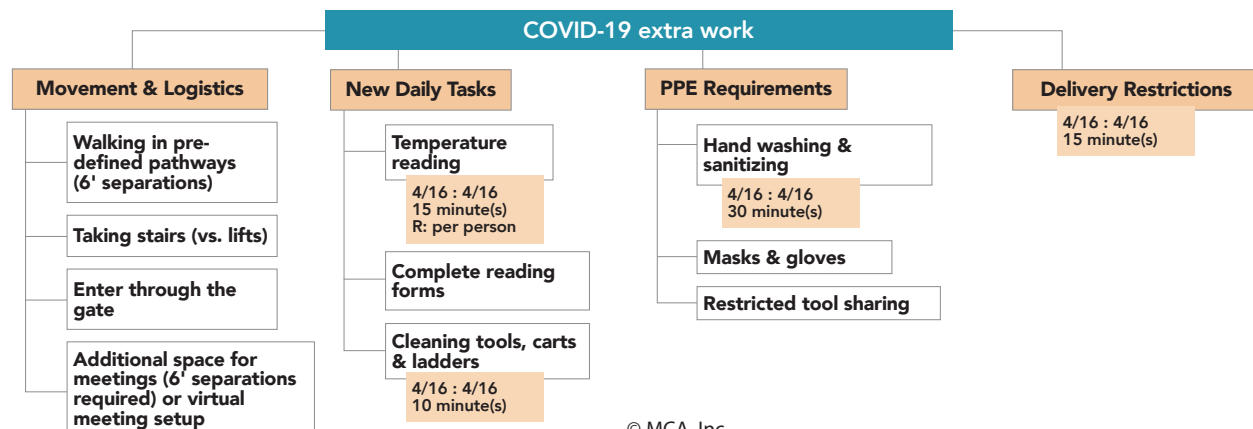 COVID-19 extra work
Movement & Logistics
Walking in pre-
defined pathways
(6' separations)
Taking stairs (vs. lifts)
Enter through the
gate
Additional space for
meetings (6' separations
required) or virtual
meeting setup
New Daily Tasks
Temperature
reading
4/16 : 4/16
15 minute(s)
R: per person
Complete reading
forms
Cleaning tools, carts
& ladders
4/16 : 4/16
10 minute(s)
PPE Requirements
Hand washing &
sanitizing
4/16 : 4/16
30 minute(s)
Masks & gloves
Restricted tool sharing
Delivery Restrictions
4/16 : 4/16
15 minute(s)
© MCA, Inc.